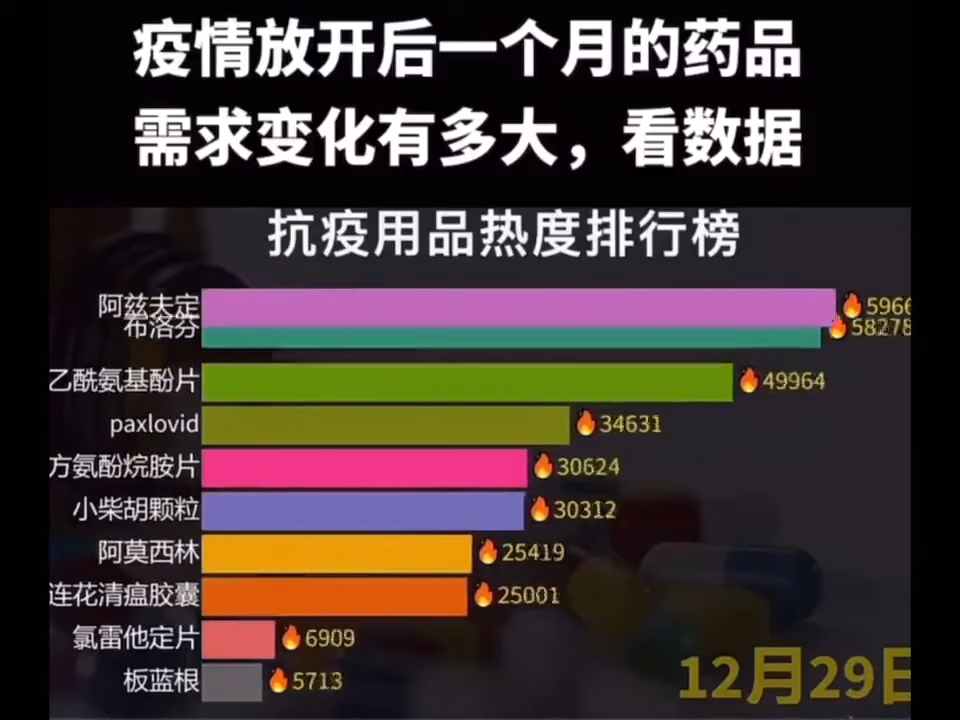 疫情放开后一个月的药品
需求变化有多大，看数据
抗疫用品热度排行榜
阿兹夫定 5966
布洛芬 58278
乙酰氨基酚片 49964
paxlovid 34631
方氨酚烷胺片 30624
小柴胡颗粒 30312
阿莫西林 25419
连花清瘟胶囊 25001
氯雷他定片 6909
板蓝根 5713
12月29日